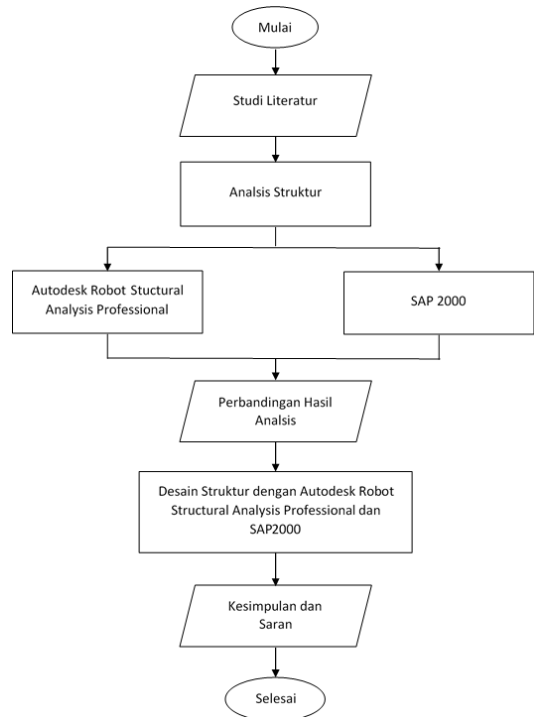 Mulai
Studi Literatur
Analsis Struktur
Autodesk Robot Stuctural
Analysis Professional
SAP 2000
Perbandingan Hasil
Analsis
Desain Struktur dengan Autodesk Robot
Structural Analysis Professional dan
SAP2000
Kesimpulan dan
Saran
Selesai